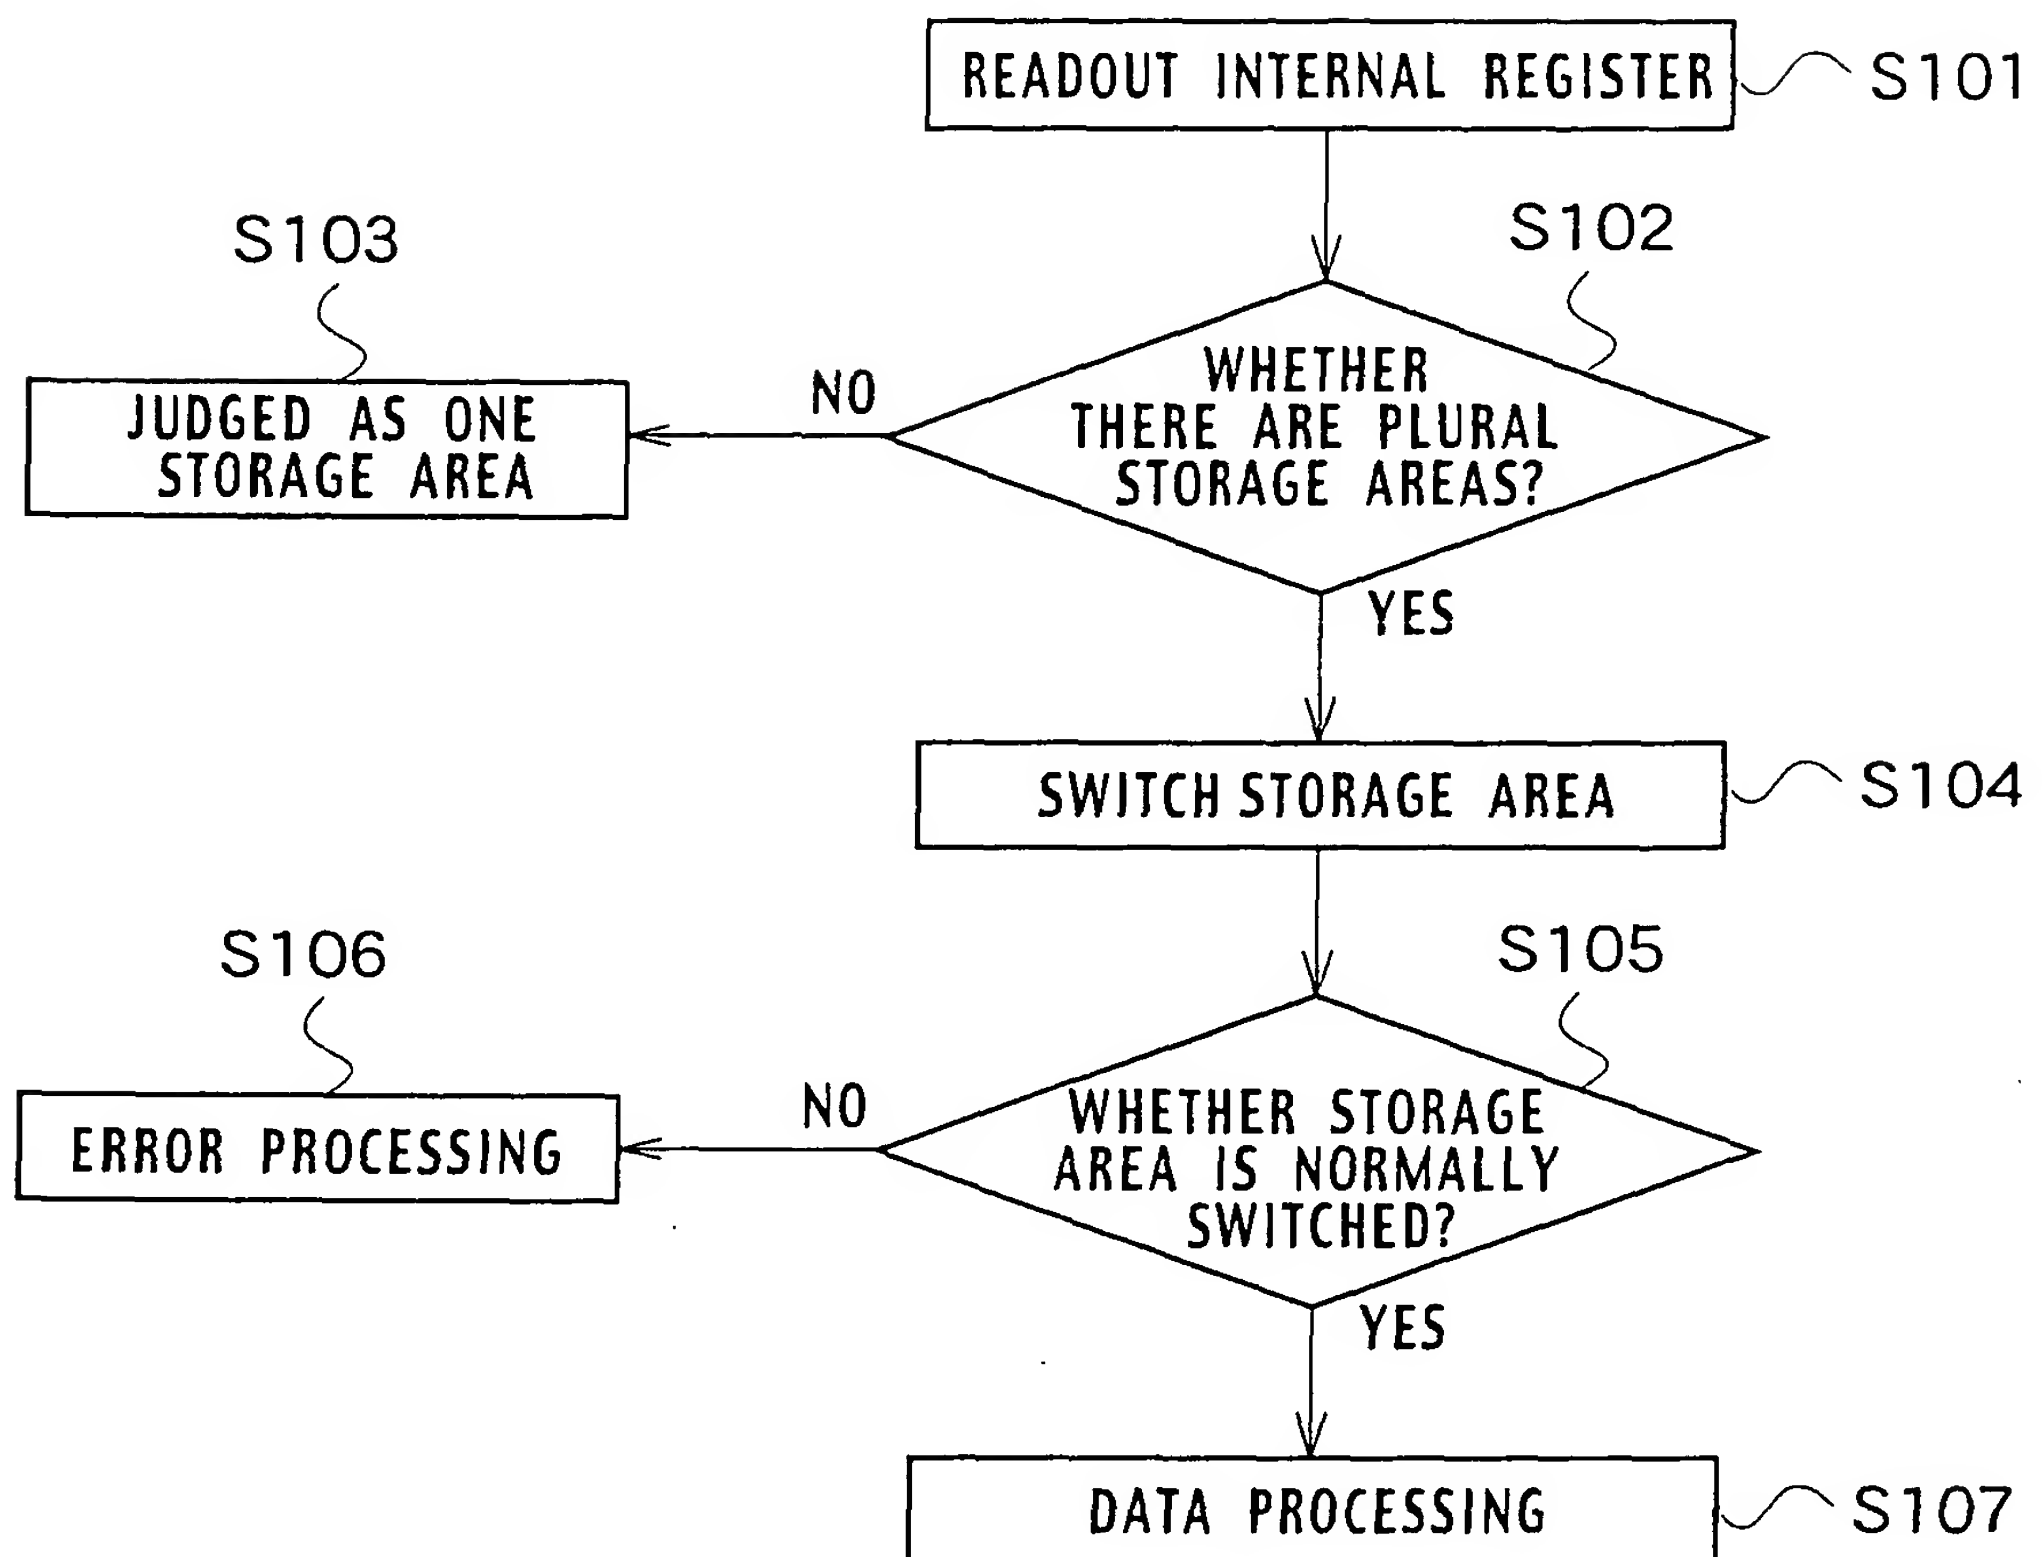 READOUT INTERNAL REGISTER
S101
S102
S103
WHETHER
THERE ARE PLURAL
STORAGE AREAS?
NO
JUDGED AS ONE
STORAGE AREA
YES
SWITCH STORAGE AREA
S104
S105
S106
WHETHER STORAGE
AREA IS NORMALLY
SWITCHED?
NO
ERROR PROCESSING
YES
DATA PROCESSING
S107